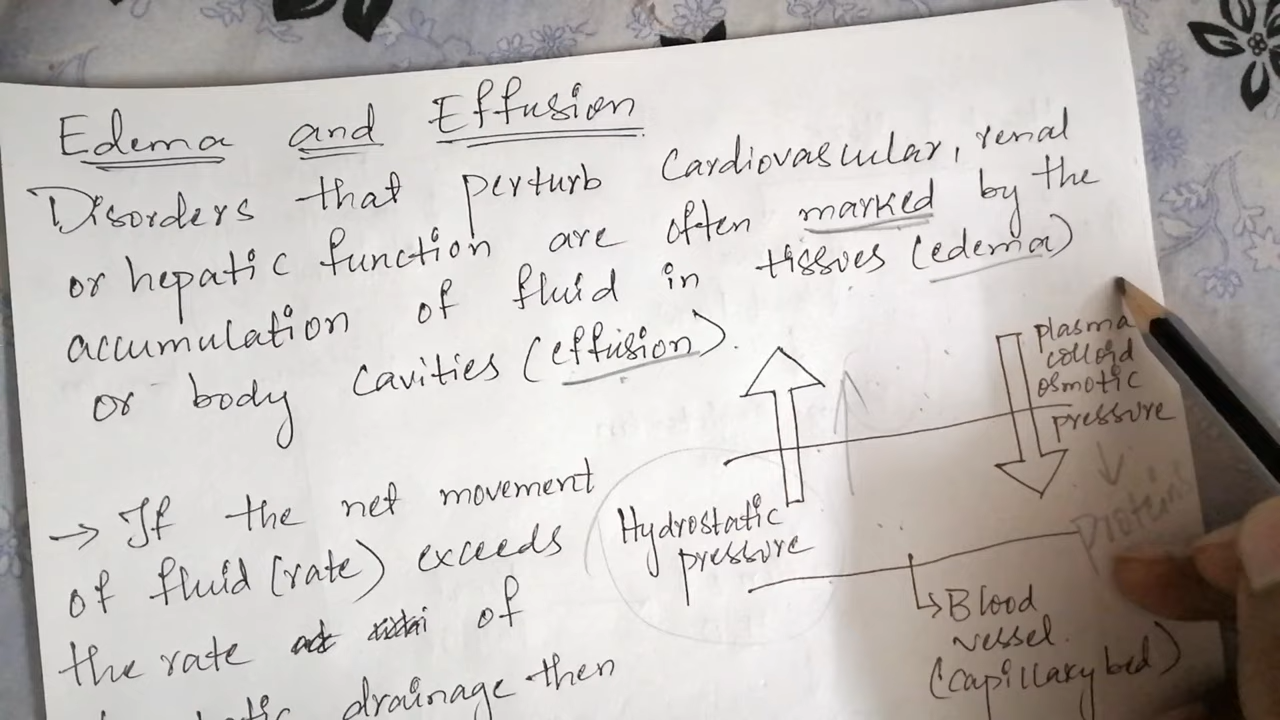 Edema and Effusion
Disorders that perturb Cardiovascular, renal
or hepatic function are often marked by the
accumulation of fluid in tissues (edema)
or body cavities (effusion).
plasma
colloid
osmotic
pressure
Proteins
Hydrostatic
pressure
Blood
vessel.
(capillary bed)
→ If the net movement
of fluid (rate) exceeds
the rate of
drainage then